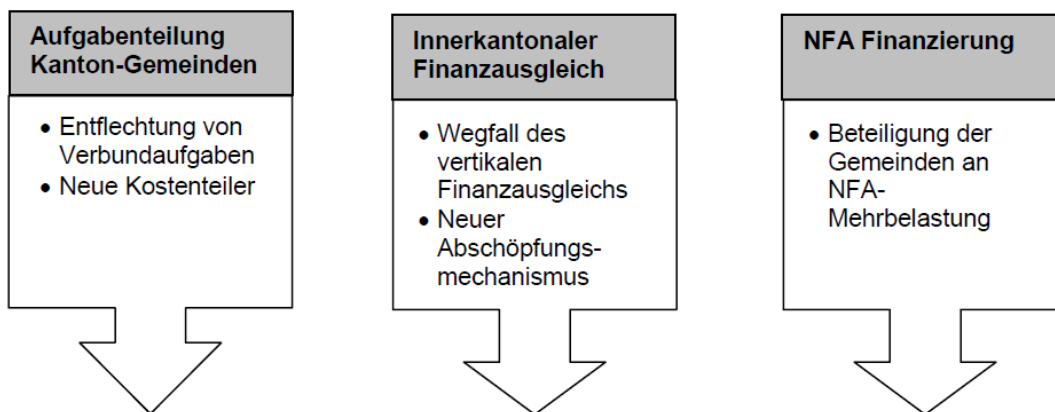 Aufgabenteilung
Kanton-Gemeinden
• Entflechtung von
Verbundaufgaben
• Neue Kostenteiler
Innerkantonaler
Finanzausgleich
• Wegfall des
vertikalen
Finanzausgleichs
• Neuer
Abschöpfungs-
mechanismus
NFA Finanzierung
• Beteiligung der
Gemeinden an
NFA-
Mehrbelastung